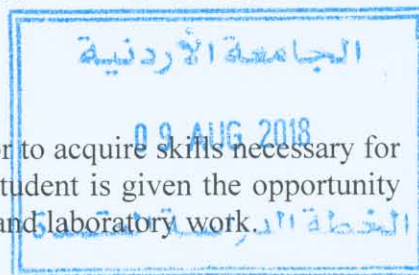 الجامعة الأردنية
09 AUG 2018
or to acquire skills necessary for
tudent is given the opportunity
and laboratory work.
الخطة الدراسية